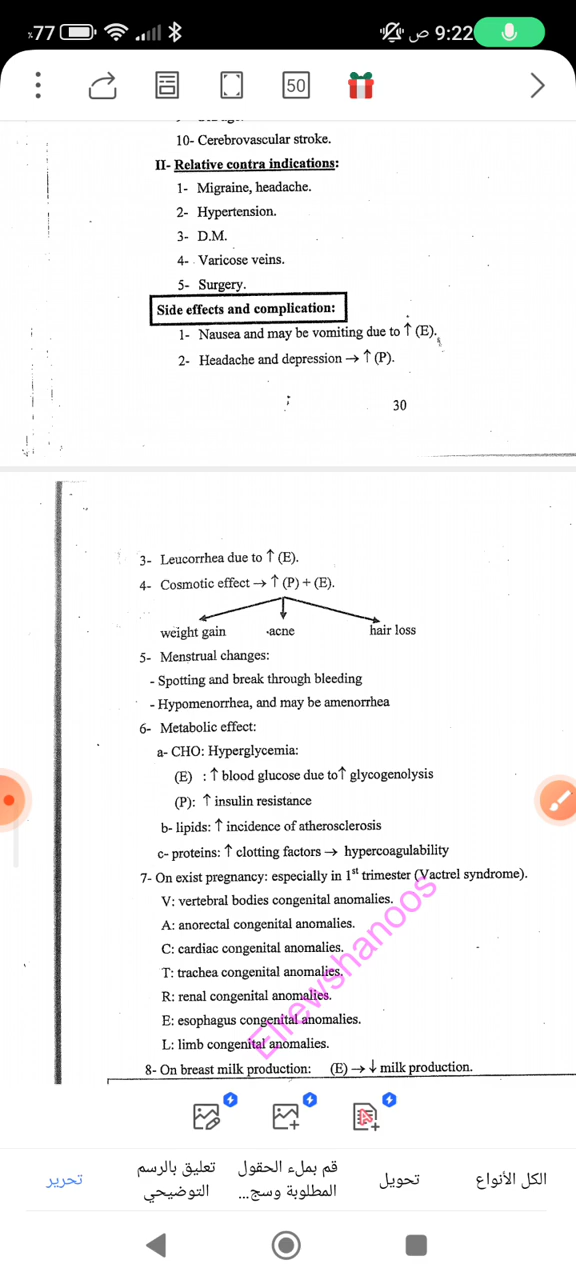 77% 9:22 ص
50
10- Cerebrovascular stroke.
II- Relative contra indications:
1- Migraine, headache.
2- Hypertension.
3- D.M.
4- Varicose veins.
5- Surgery.
Side effects and complication:
1- Nausea and may be vomiting due to ↑ (E).
2- Headache and depression → ↑ (P).
30
3- Leucorrhea due to ↑ (E).
4- Cosmotic effect → ↑ (P) + (E).
weight gain acne hair loss
5- Menstrual changes:
- Spotting and break through bleeding
- Hypomenorrhea, and may be amenorrhea
6- Metabolic effect:
a- CHO: Hyperglycemia:
(E) : ↑ blood glucose due to↑ glycogenolysis
(P): ↑ insulin resistance
b- lipids: ↑ incidence of atherosclerosis
c- proteins: ↑ clotting factors → hypercoagulability
7- On exist pregnancy: especially in 1st trimester (Vactrel syndrome).
V: vertebral bodies congenital anomalies.
A: anorectal congenital anomalies.
C: cardiac congenital anomalies.
T: trachea congenital anomalies.
R: renal congenital anomalies.
E: esophagus congenital anomalies.
L: limb congenital anomalies.
Elrewshanoos
8- On breast milk production: (E) → ↓ milk production.
الكل الأنواع
تحويل
قم بملء الحقول
المطلوبة وسج...
تعليق بالرسم
التوضيحي
تحرير